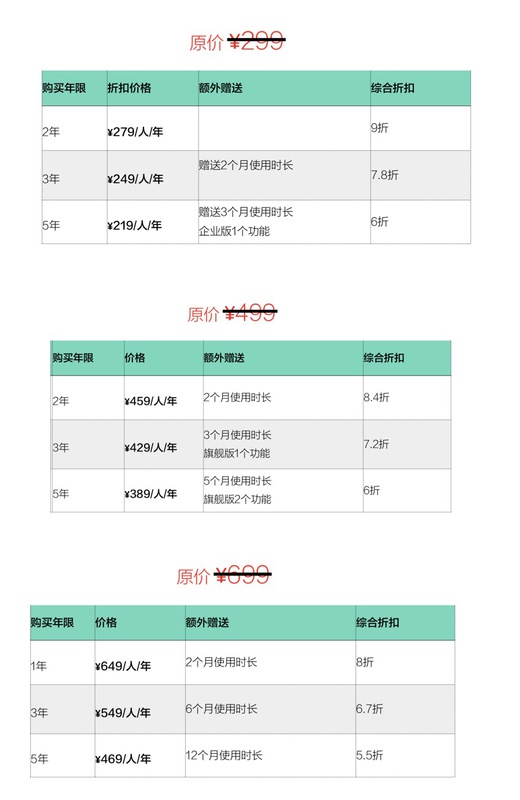 原价 ¥299
购买年限 折扣价格 额外赠送 综合折扣
2年 ¥279/人/年 9折
3年 ¥249/人/年 赠送2个月使用时长 7.8折
5年 ¥219/人/年 赠送3个月使用时长 6折
企业版1个功能
原价 ¥499
购买年限 价格 额外赠送 综合折扣
2年 ¥459/人/年 2个月使用时长 8.4折
3年 ¥429/人/年 3个月使用时长 7.2折
旗舰版1个功能
5年 ¥389/人/年 5个月使用时长 6折
旗舰版2个功能
原价 ¥699
购买年限 价格 额外赠送 综合折扣
1年 ¥649/人/年 2个月使用时长 8折
3年 ¥549/人/年 6个月使用时长 6.7折
5年 ¥469/人/年 12个月使用时长 5.5折